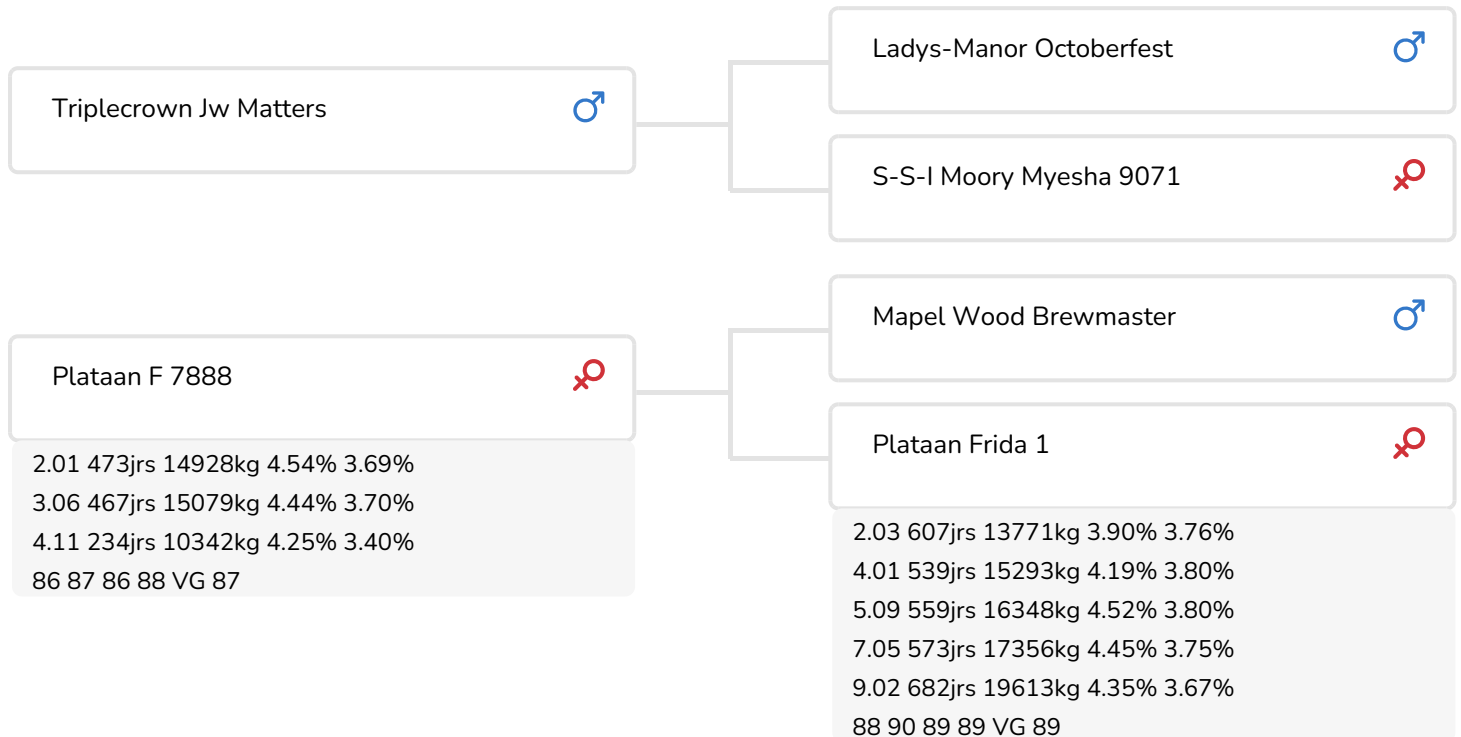 Triplecrown Jw Matters
Ladys-Manor Octoberfest
S-S-I Moory Myesha 9071
Plataan F 7888
2.01 473jrs 14928kg 4.54% 3.69%
3.06 467jrs 15079kg 4.44% 3.70%
4.11 234jrs 10342kg 4.25% 3.40%
86 87 86 88 VG 87
Mapel Wood Brewmaster
Plataan Frida 1
2.03 607jrs 13771kg 3.90% 3.76%
4.01 539jrs 15293kg 4.19% 3.80%
5.09 559jrs 16348kg 4.52% 3.80%
7.05 573jrs 17356kg 4.45% 3.75%
9.02 682jrs 19613kg 4.35% 3.67%
88 90 89 89 VG 89